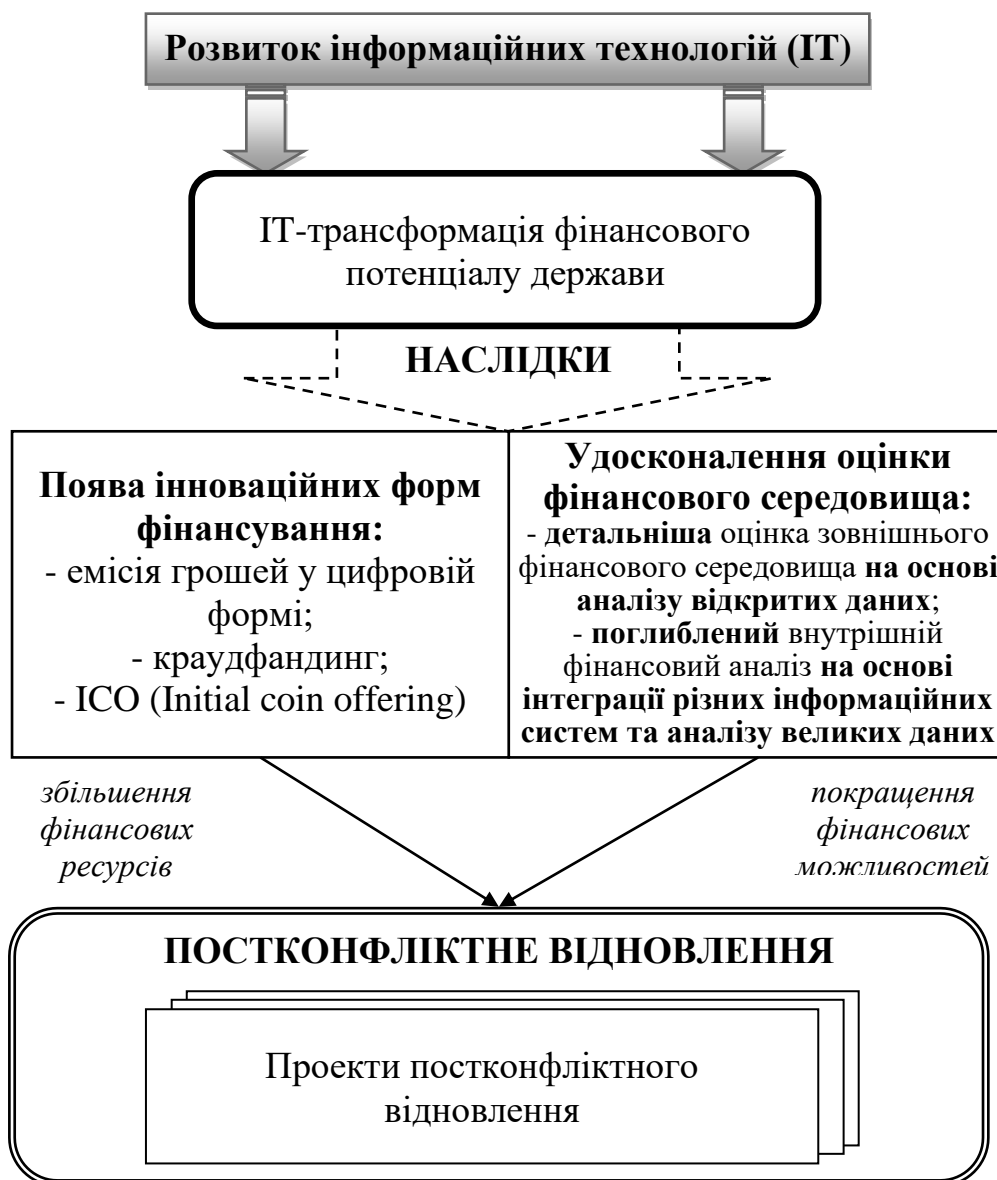 Розвиток інформаційних технологій (ІТ)
ІТ-трансформація фінансового
потенціалу держави
НАСЛІДКИ
Поява інноваційних форм
фінансування:
- емісія грошей у цифровій
формі;
- краудфандинг;
- ICO (Initial coin offering)
Удосконалення оцінки
фінансового середовища:
- детальніша оцінка зовнішнього
фінансового середовища на основі
аналізу відкритих даних;
- поглиблений внутрішній
фінансовий аналіз на основі
інтеграції різних інформаційних
систем та аналізу великих даних
збільшення
фінансових
ресурсів
покращення
фінансових
можливостей
ПОСТКОНФЛІКТНЕ ВІДНОВЛЕННЯ
Проекти постконфліктного
відновлення